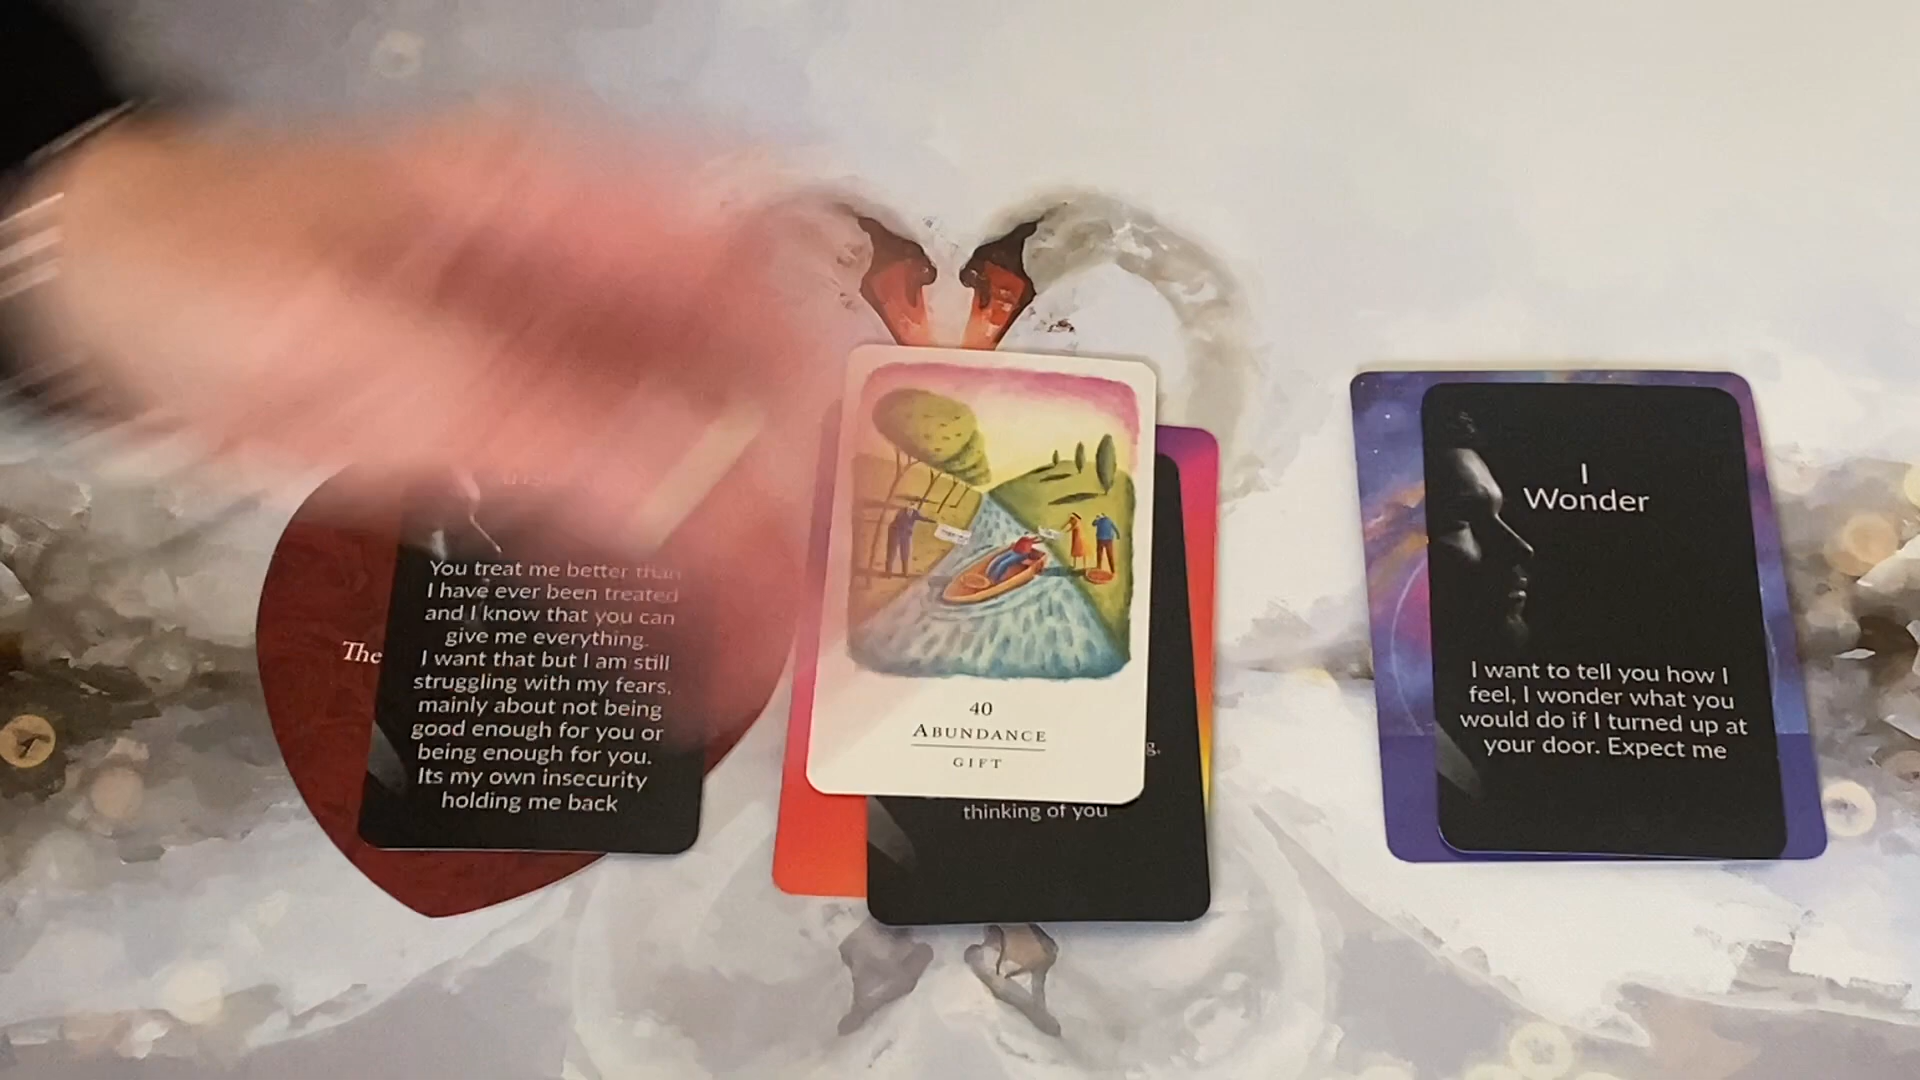 The
You treat me better than
I have ever been treated
and I know that you can
give me everything.
I want that but I am still
struggling with my fears,
mainly about not being
good enough for you or
being enough for you.
Its my own insecurity
holding me back
40
ABUNDANCE
GIFT
g,
thinking of you
I
Wonder
I want to tell you how I
feel, I wonder what you
would do if I turned up at
your door. Expect me